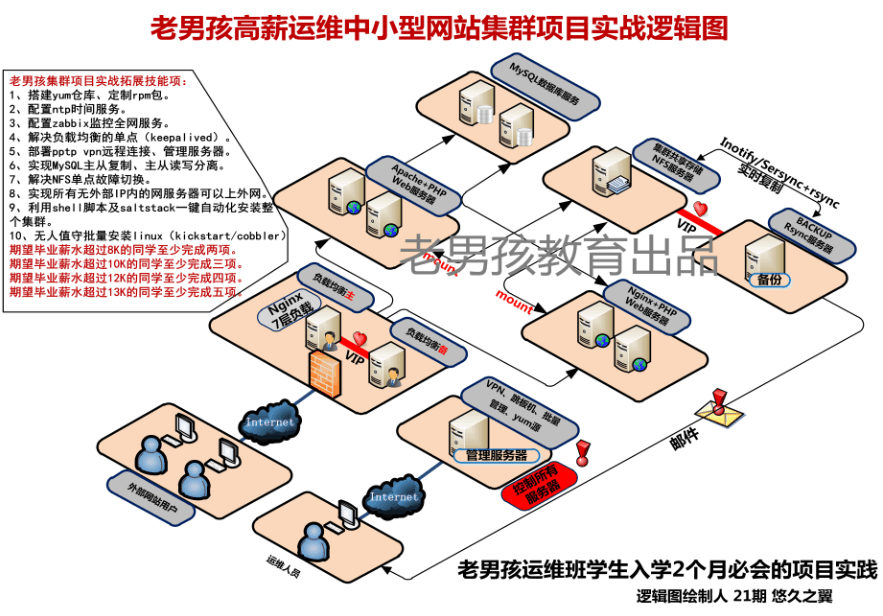 老男孩高薪运维中小型网站集群项目实战逻辑图
老男孩集群项目实战拓展技能项：
1、搭建yum仓库、定制rpm包。
2、配置ntp时间服务。
3、配置zabbix监控全网服务。
4、解决负载均衡的单点（keepalived）。
5、部署pptp vpn远程连接、管理服务器。
6、实现MySQL主从复制、主从读写分离。
7、解决NFS单点故障切换。
8、实现所有无外部IP内的网服务器可以上外网。
9、利用shell脚本及saltstack一键自动化安装整
个集群。
10、无人值守批量安装linux（kickstart/cobbler）
期望毕业薪水超过8K的同学至少完成两项。
期望毕业薪水超过10K的同学至少完成三项。
期望毕业薪水超过12K的同学至少完成四项。
期望毕业薪水超过13K的同学至少完成五项。
MySQL数据库服务
Apache+PHP
Web服务器
集群共享存储
NFS服务器
Inotify/Sersync+rsync
实时复制
VIP
BACKUP
Rsync服务器
备份
老男孩教育出品
moun
mount
Nginx+PHP
Web服务器
负载均衡主
Nginx
7层负载
负载均衡备
VIP
Internet
VPN、跳板机、批量
管理、yum源
管理服务器
控制所有
服务器
邮件
外部网站用户
Internet
运维人员
老男孩运维班学生入学2个月必会的项目实践
逻辑图绘制人 21期 悠久之翼